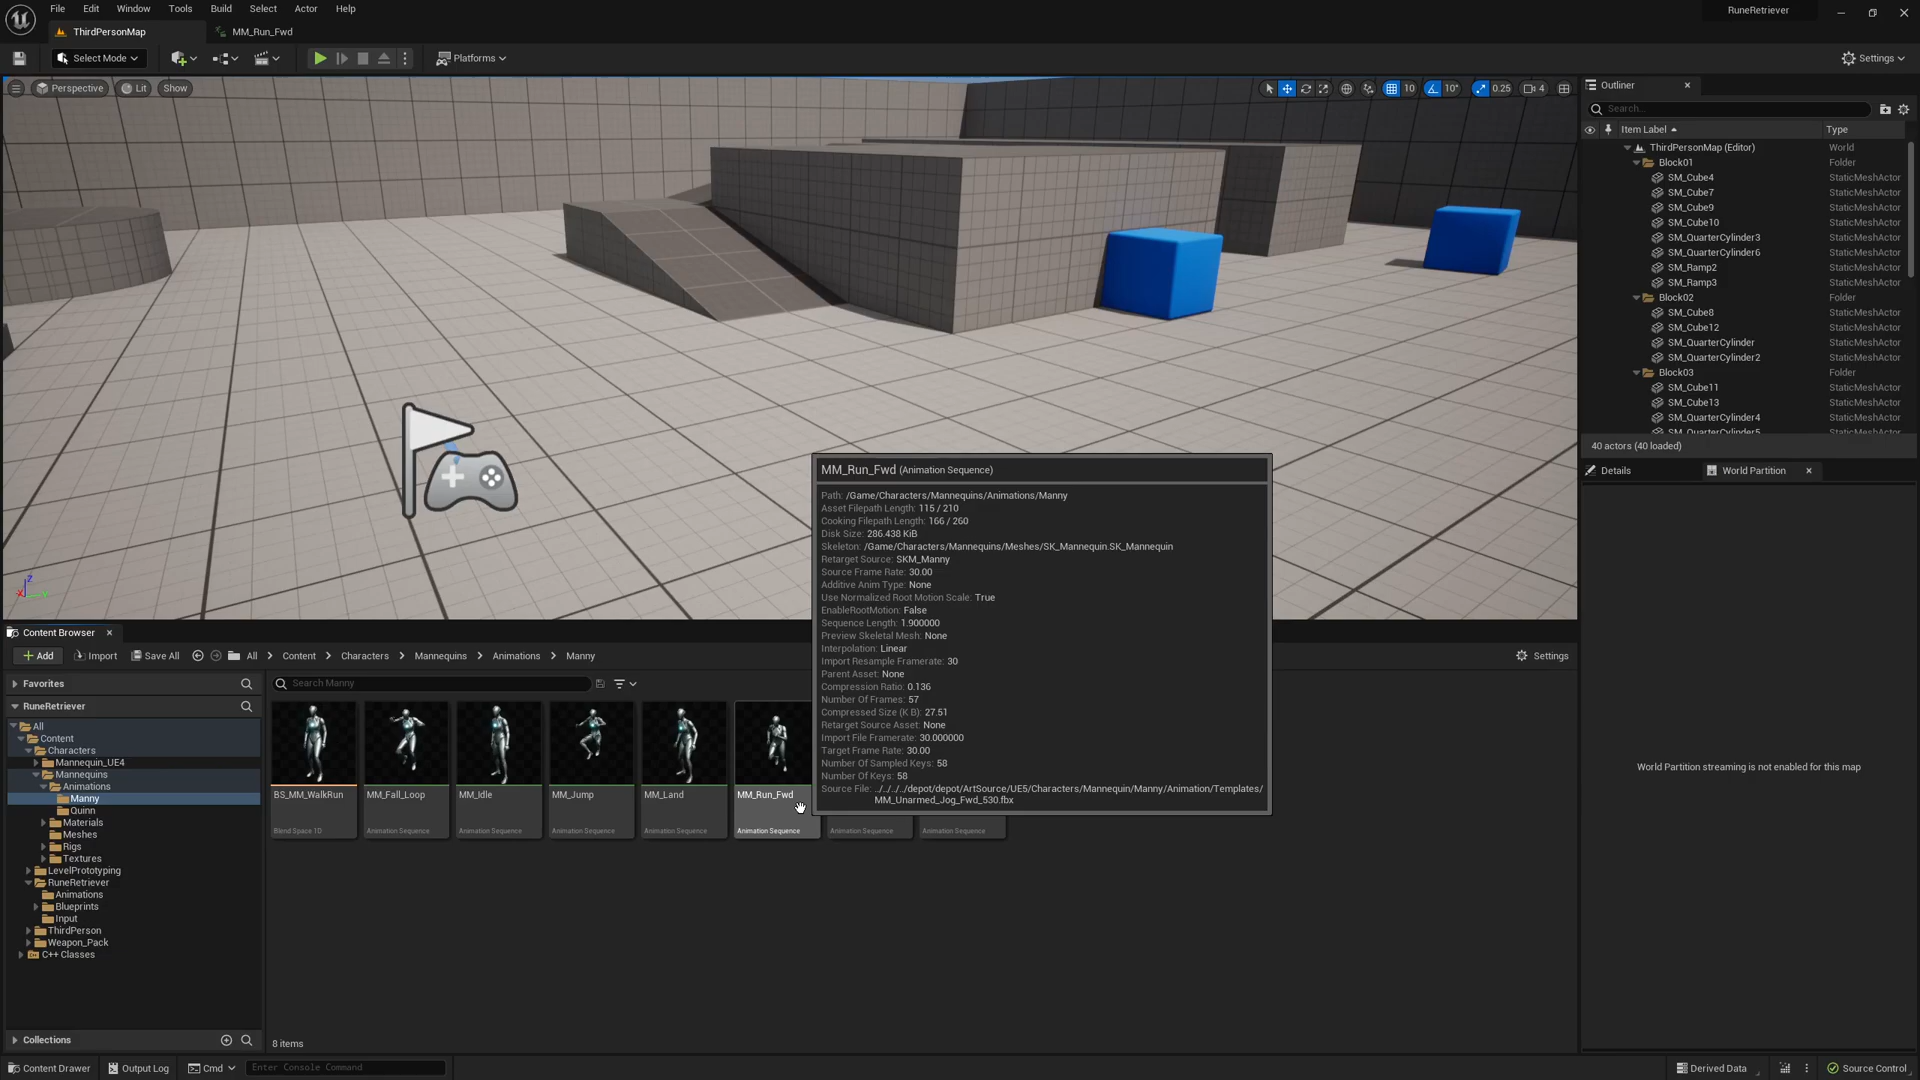 File Edit Window Tools Build Select Actor Help
RuneRetriever
ThirdPersonMap
MM_Run_Fwd
Select Mode
Platforms
Settings
Perspective
Lit
Show
10
10°
0.25
4
Outliner
Search...
Item Label
Type
ThirdPersonMap (Editor) World
Block01 Folder
SM_Cube4 StaticMeshActor
SM_Cube7 StaticMeshActor
SM_Cube9 StaticMeshActor
SM_Cube10 StaticMeshActor
SM_QuarterCylinder3 StaticMeshActor
SM_QuarterCylinder6 StaticMeshActor
SM_Ramp2 StaticMeshActor
SM_Ramp3 StaticMeshActor
Block02 Folder
SM_Cube8 StaticMeshActor
SM_Cube12 StaticMeshActor
SM_QuarterCylinder StaticMeshActor
SM_QuarterCylinder2 StaticMeshActor
Block03 Folder
SM_Cube11 StaticMeshActor
SM_Cube13 StaticMeshActor
SM_QuarterCylinder4 StaticMeshActor
SM_QuarterCylinder5 StaticMeshActor
40 actors (40 loaded)
Details
World Partition
World Partition streaming is not enabled for this map
MM_Run_Fwd (Animation Sequence)
Path: /Game/Characters/Mannequins/Animations/Manny
Asset Filepath Length: 115 / 210
Cooking Filepath Length: 166 / 260
Disk Size: 286.438 KiB
Skeleton: /Game/Characters/Mannequins/Meshes/SK_Mannequin.SK_Mannequin
Retarget Source: SKM_Manny
Source Frame Rate: 30.00
Additive Anim Type: None
Use Normalized Root Motion Scale: True
EnableRootMotion: False
Sequence Length: 1.900000
Preview Skeletal Mesh: None
Interpolation: Linear
Import Resample Framerate: 30
Parent Asset: None
Compression Ratio: 0.136
Number Of Frames: 57
Compressed Size (K B): 27.51
Retarget Source Asset: None
Import File Framerate: 30.000000
Target Frame Rate: 30.00
Number Of Sampled Keys: 58
Number Of Keys: 58
Source File: ../../../../depot/depot/ArtSource/UE5/Characters/Mannequin/Manny/Animation/Templates/
MM_Unarmed_Jog_Fwd_530.fbx
z
x
Content Browser
Add
Import
Save All
All > Content > Characters > Mannequins > Animations > Manny
Settings
Favorites
Search Manny
RuneRetriever
All
Content
Characters
Mannequin_UE4
Mannequins
Animations
Manny
Quinn
Materials
Meshes
Rigs
Textures
LevelPrototyping
RuneRetriever
Animations
Blueprints
Input
ThirdPerson
Weapon_Pack
C++ Classes
BS_MM_WalkRun
Blend Space 1D
MM_Fall_Loop
Animation Sequence
MM_Idle
Animation Sequence
MM_Jump
Animation Sequence
MM_Land
Animation Sequence
MM_Run_Fwd
Animation Sequence
Animation Sequence
Animation Sequence
Collections
8 items
Content Drawer
Output Log
Cmd
Enter Console Command
Derived Data
Source Control